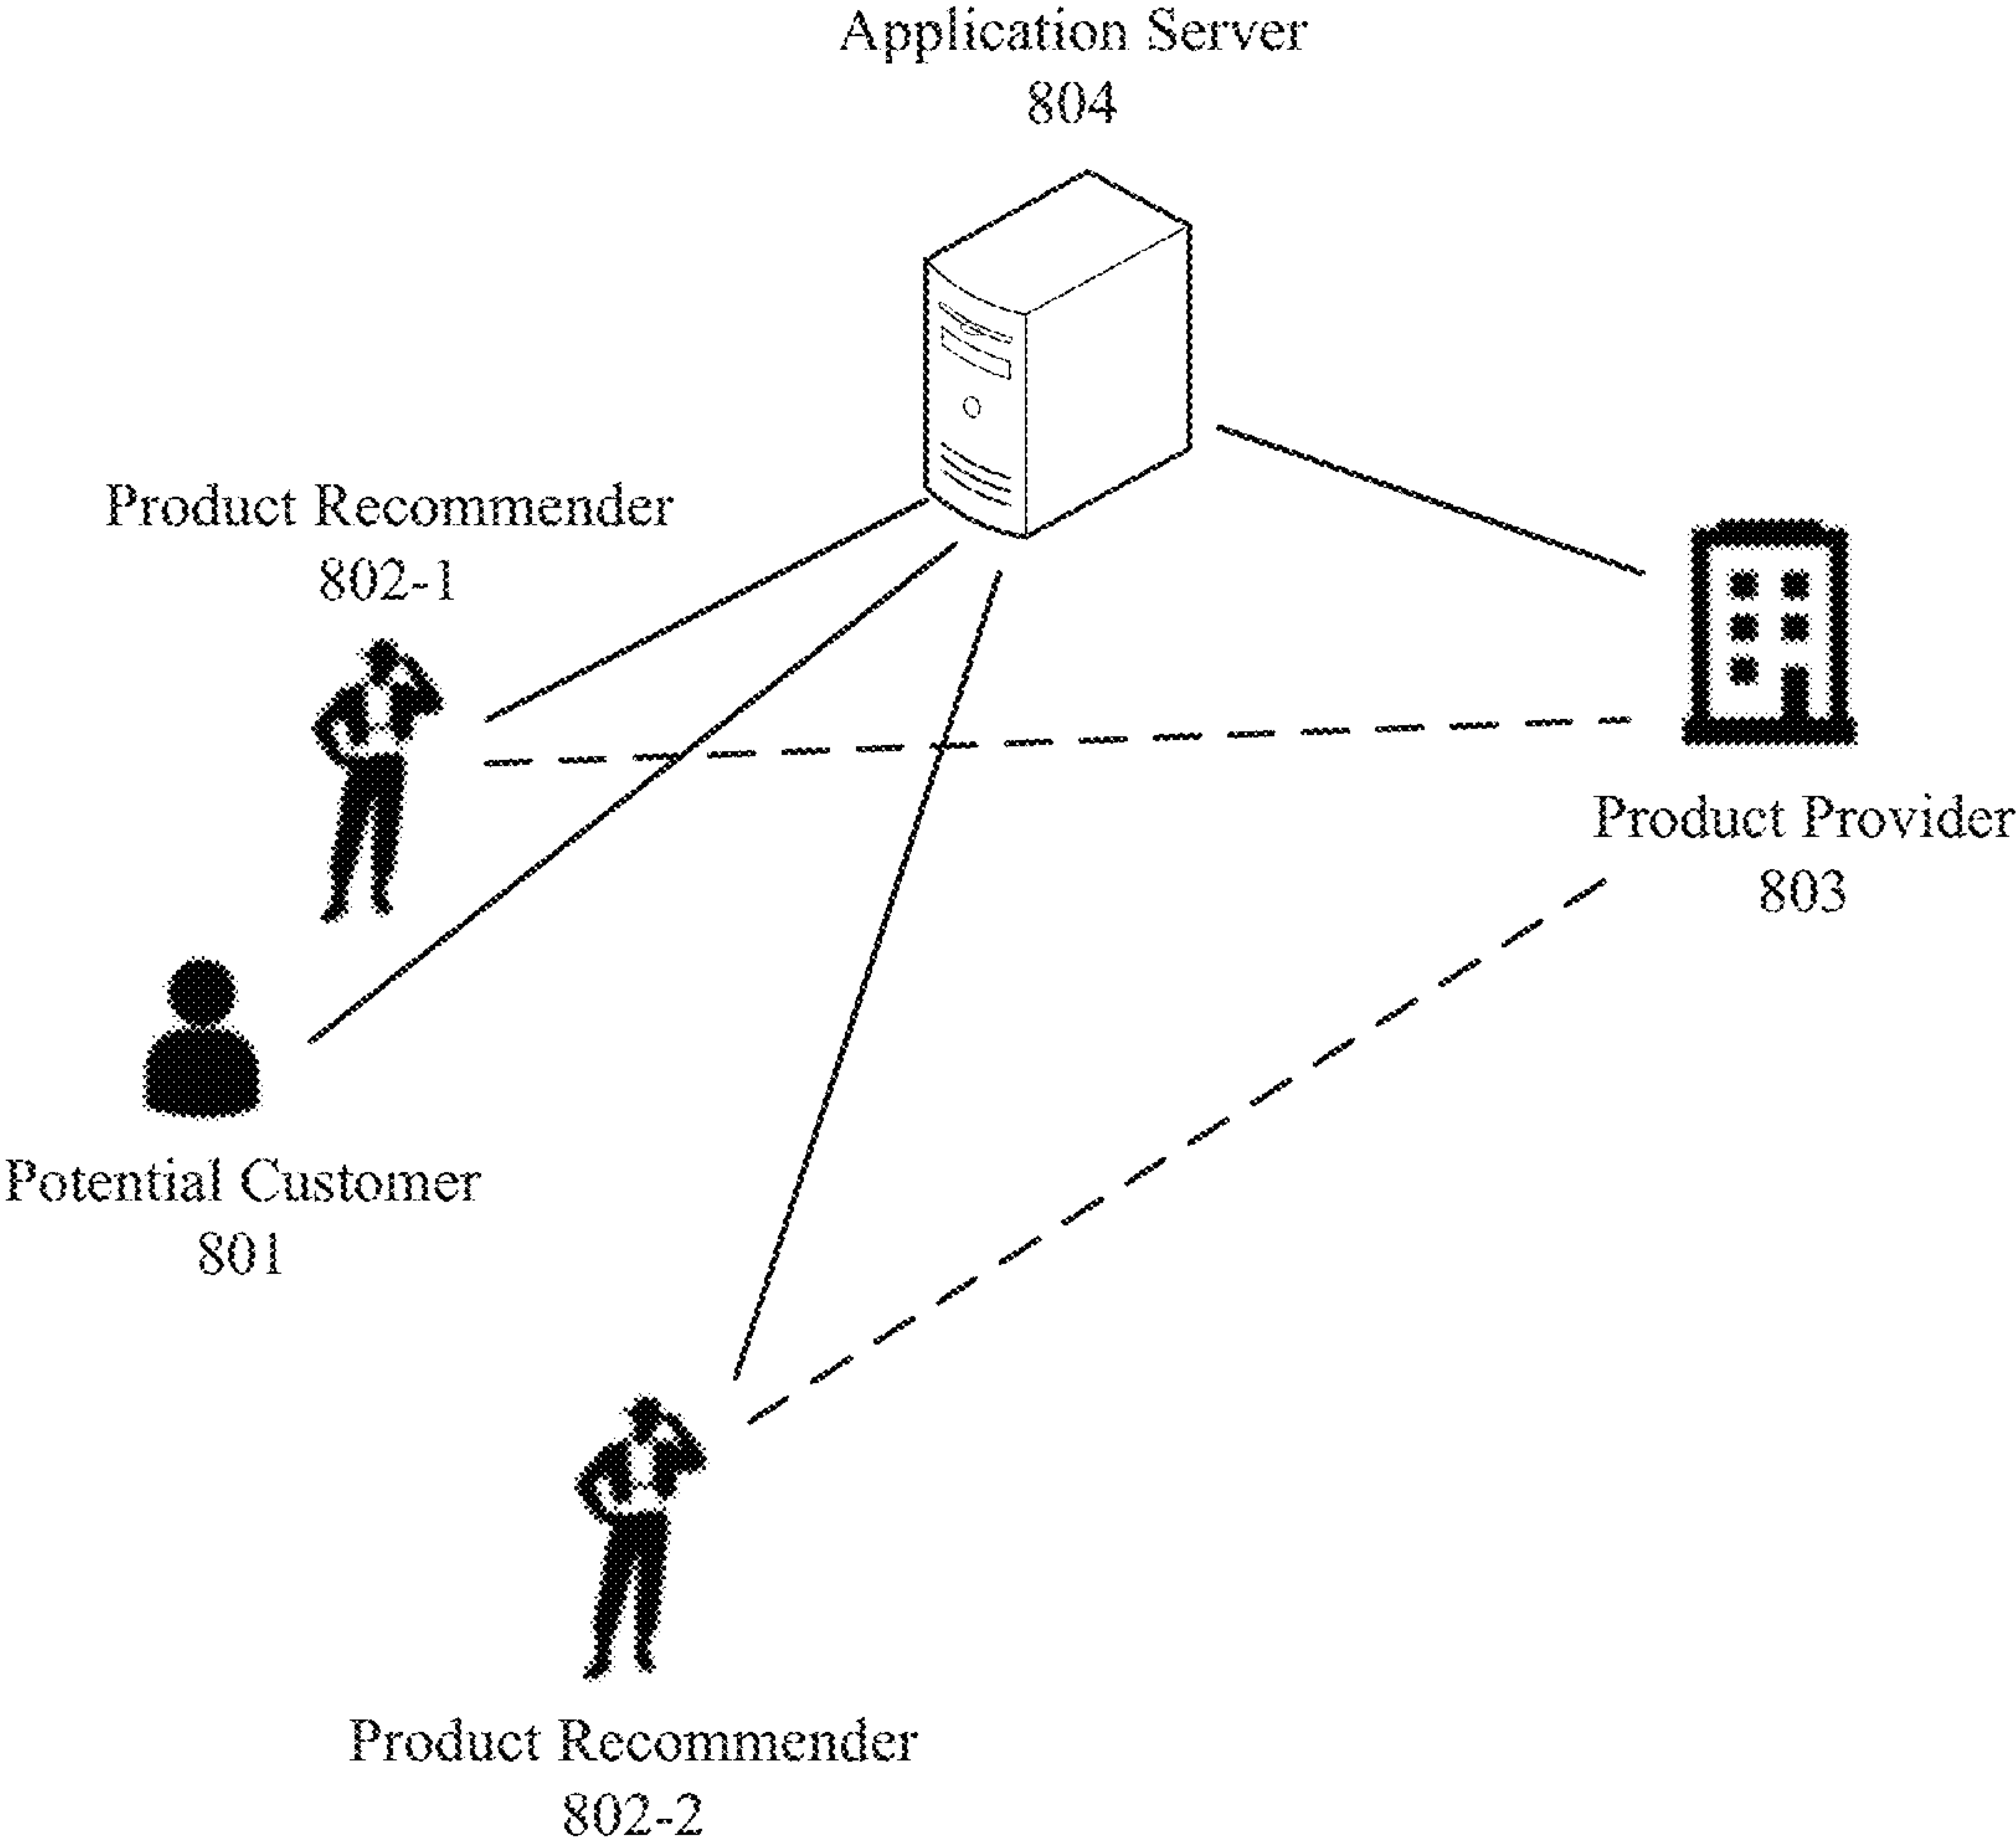 Application Server
804
Product Recommender
802-1
Product Provider
803
Potential Customer
801
Product Recommender
802-2